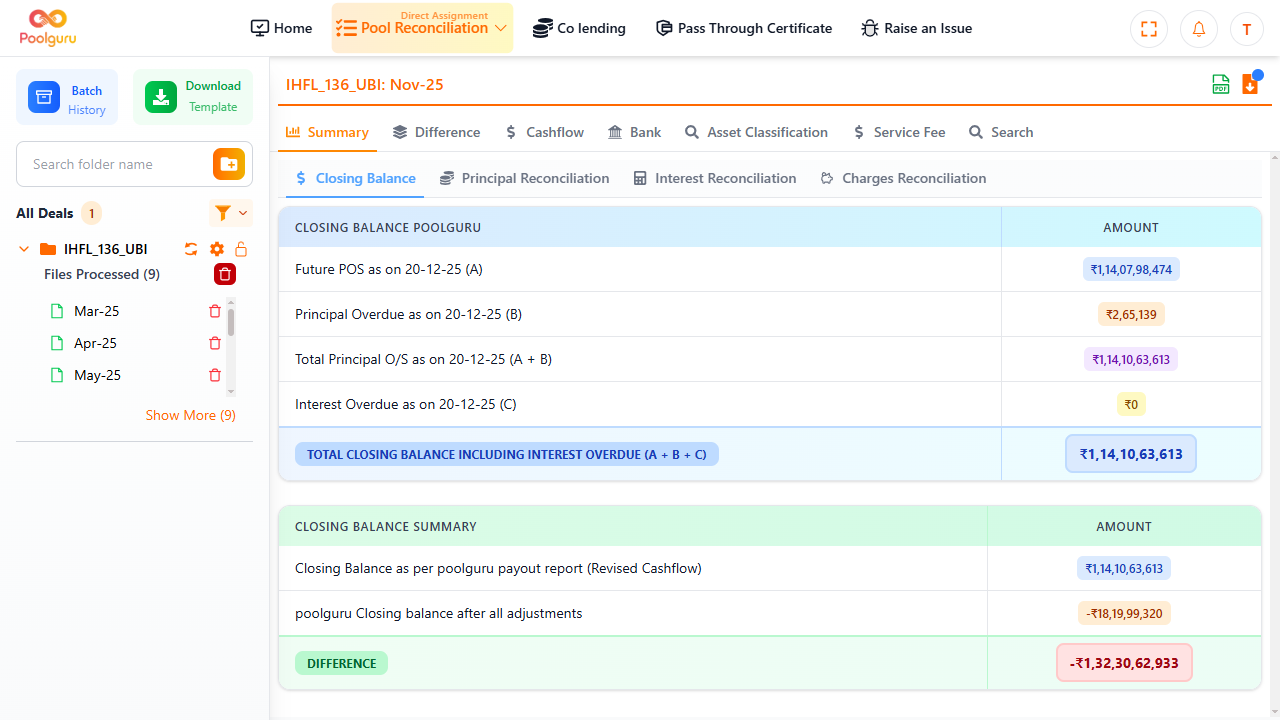 Poolguru
Home
Direct Assignment
Pool Reconciliation
Co lending
Pass Through Certificate
Raise an Issue
T
Batch
History
Download
Template
Search folder name
All Deals 1
IHFL_136_UBI
Files Processed (9)
Mar-25
Apr-25
May-25
Show More (9)
IHFL_136_UBI: Nov-25
PDF
Summary Difference $ Cashflow Bank Asset Classification $ Service Fee Search
$ Closing Balance Principal Reconciliation Interest Reconciliation Charges Reconciliation
CLOSING BALANCE POOLGURU AMOUNT
Future POS as on 20-12-25 (A) ₹1,14,07,98,474
Principal Overdue as on 20-12-25 (B) ₹2,65,139
Total Principal O/S as on 20-12-25 (A + B) ₹1,14,10,63,613
Interest Overdue as on 20-12-25 (C) ₹0
TOTAL CLOSING BALANCE INCLUDING INTEREST OVERDUE (A + B + C) ₹1,14,10,63,613
CLOSING BALANCE SUMMARY AMOUNT
Closing Balance as per poolguru payout report (Revised Cashflow) ₹1,14,10,63,613
poolguru Closing balance after all adjustments -₹18,19,99,320
DIFFERENCE -₹1,32,30,62,933